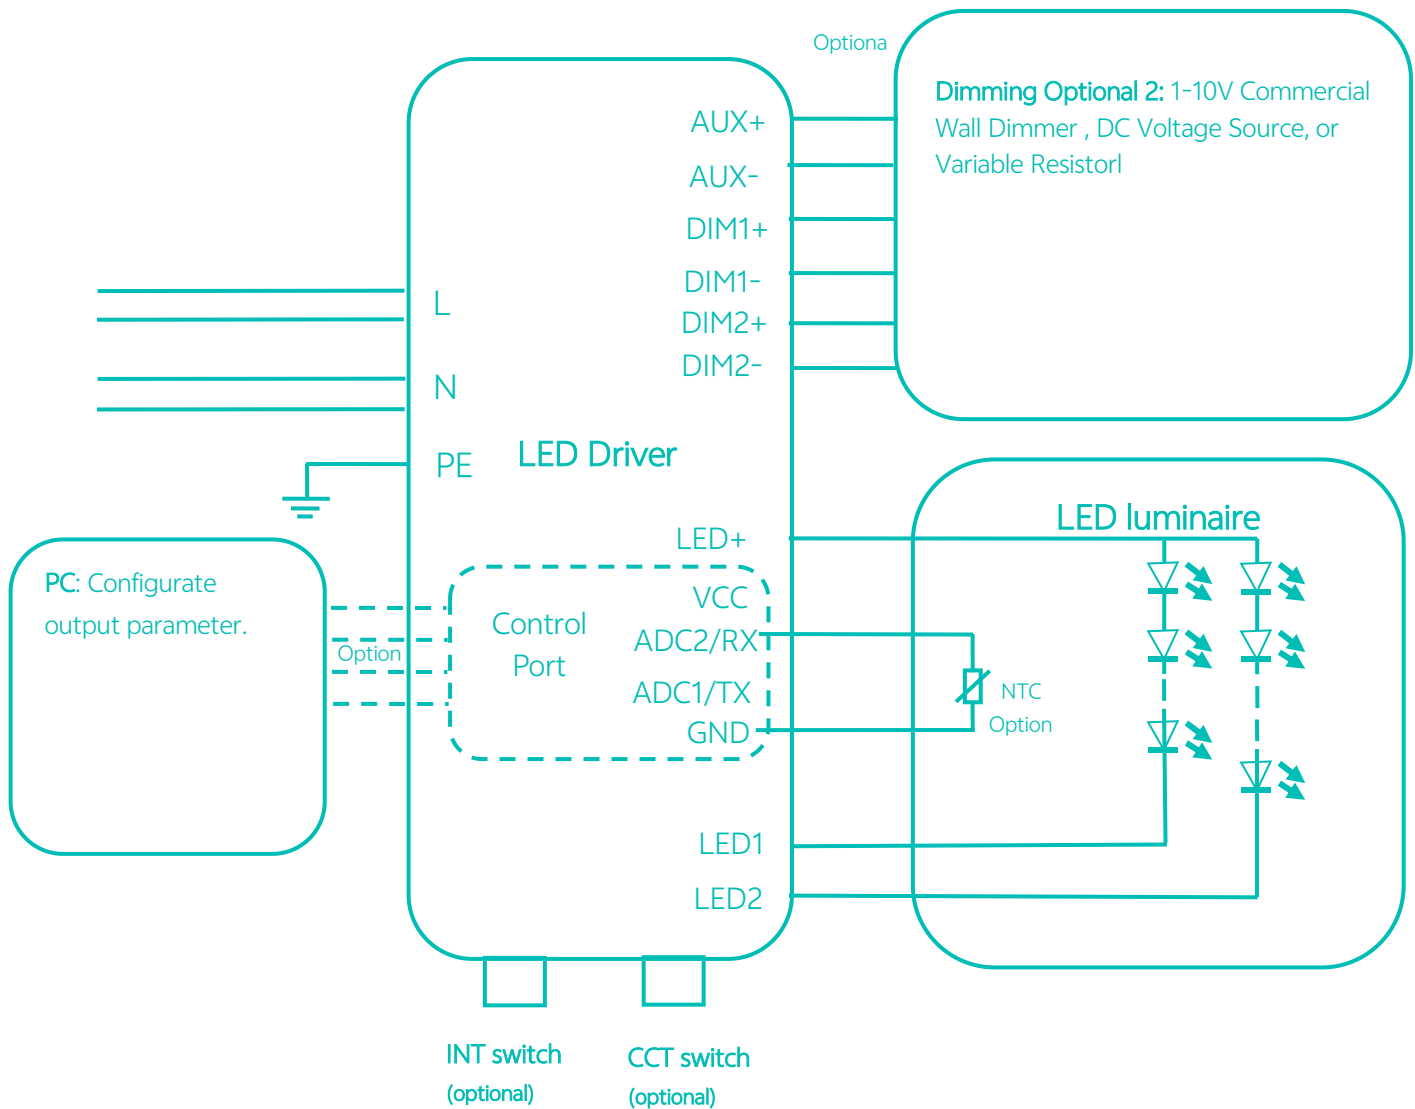 Optiona
Dimming Optional 2: 1-10V Commercial
Wall Dimmer , DC Voltage Source, or
Variable Resistorl
AUX+
AUX-
DIM1+
DIM1-
DIM2+
DIM2-
L
N
PE
LED Driver
LED luminaire
LED+
PC: Configurate
output parameter.
Option
Control
Port
VCC
ADC2/RX
ADC1/TX
GND
NTC
Option
LED1
LED2
INT switch
(optional)
CCT switch
(optional)